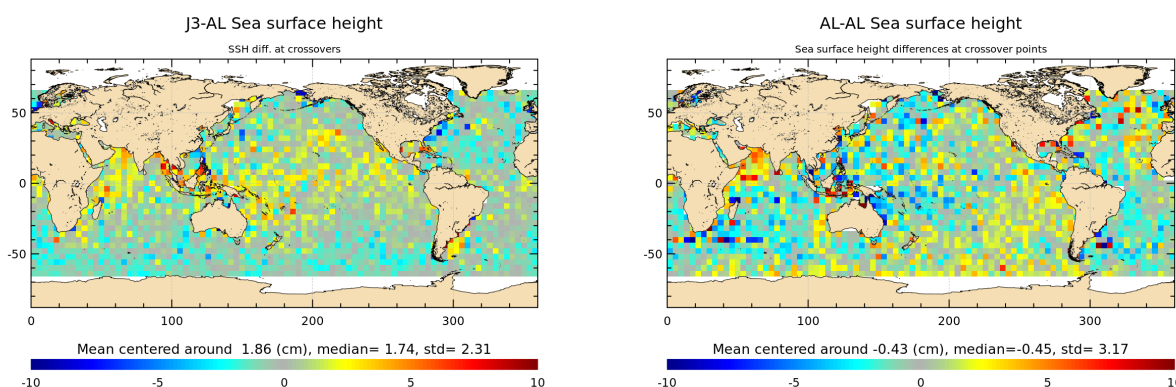 J3-AL Sea surface height
SSH diff. at crossovers
50
0
-50
0 100 200 300
Mean centered around  1.86 (cm), median= 1.74, std= 2.31
-10 -5 0 5 10
AL-AL Sea surface height
Sea surface height differences at crossover points
50
0
-50
0 100 200 300
Mean centered around -0.43 (cm), median=-0.45, std= 3.17
-10 -5 0 5